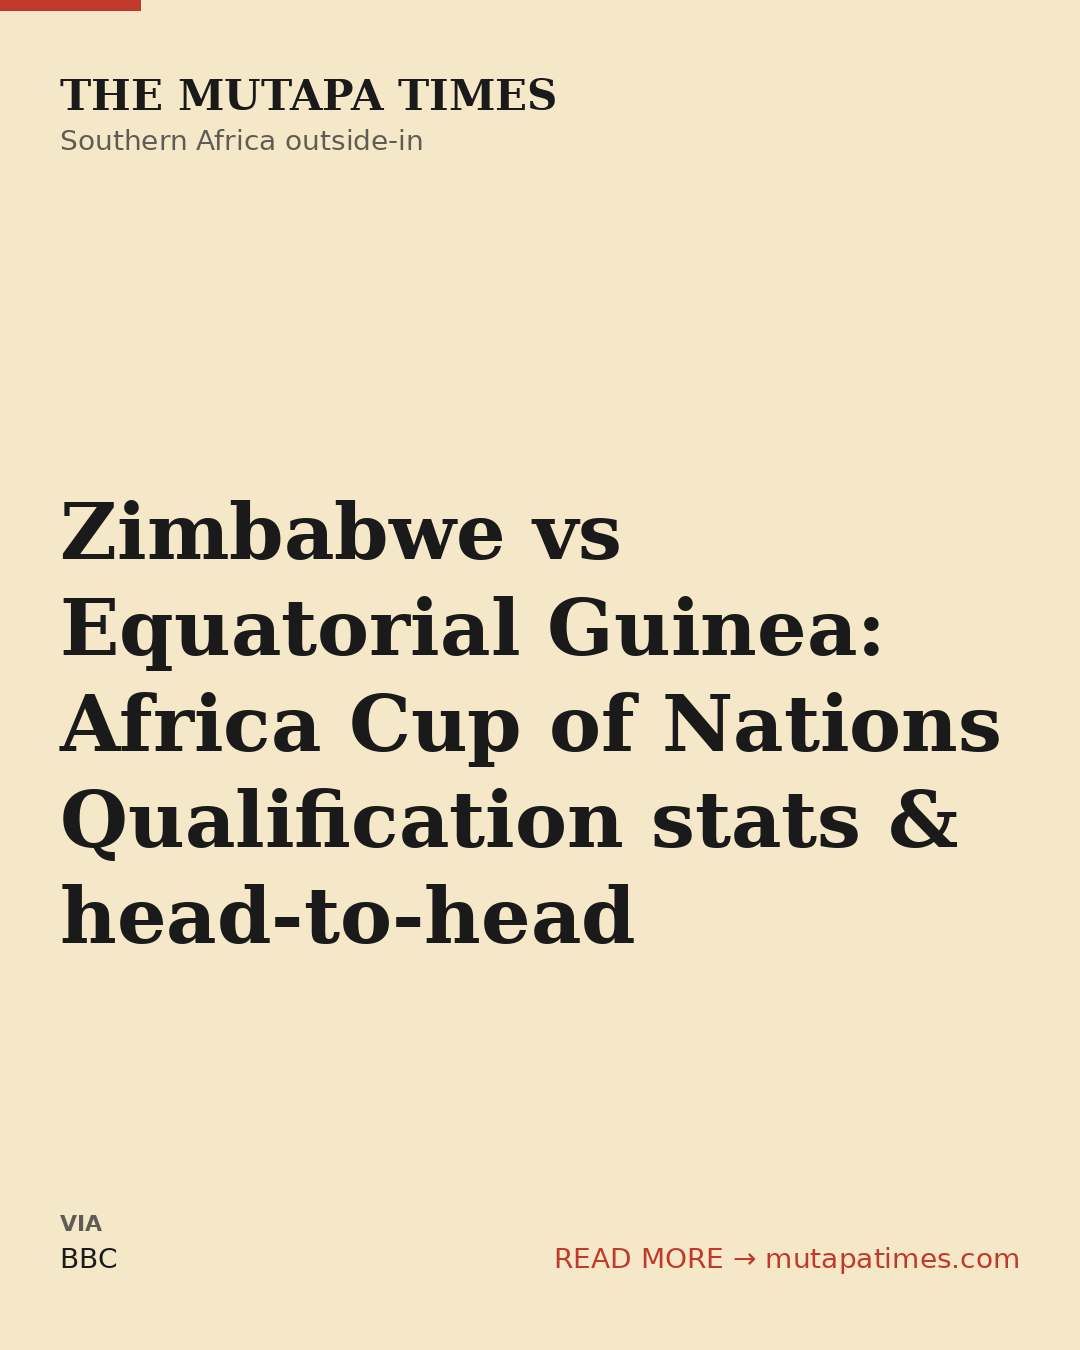 THE MUTAPA TIMES
Southern Africa outside-in
Zimbabwe vs
Equatorial Guinea:
Africa Cup of Nations
Qualification stats &
head-to-head
VIA
BBC
READ MORE → mutapatimes.com